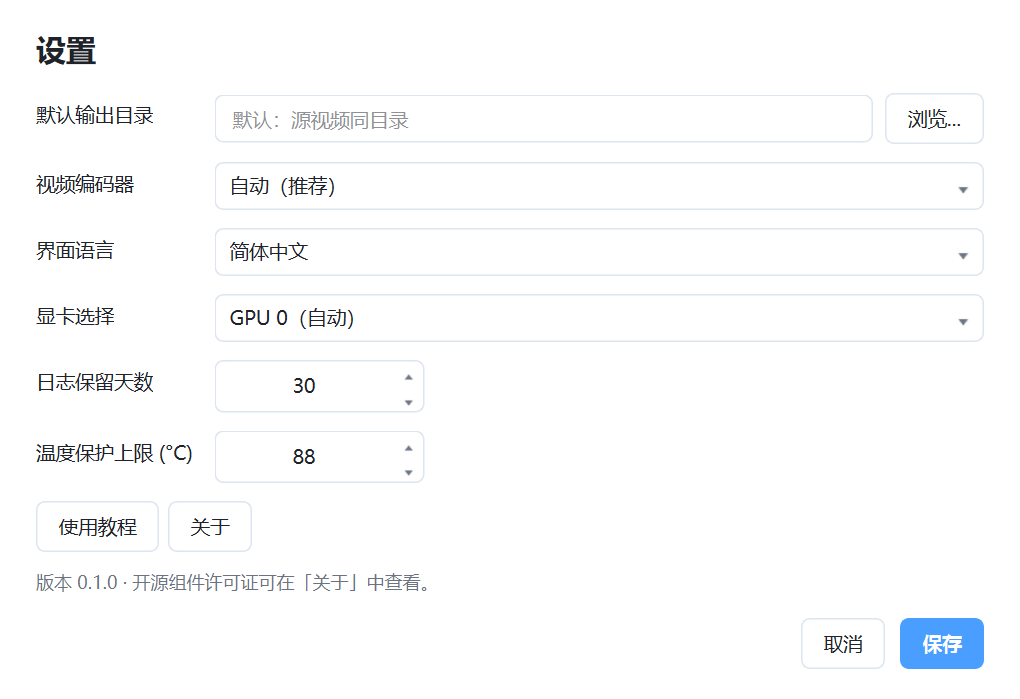 设置
默认输出目录 默认：源视频同目录 浏览...
视频编码器 自动（推荐）
界面语言 简体中文
显卡选择 GPU 0（自动）
日志保留天数 30
温度保护上限 (°C) 88
使用教程 关于
版本 0.1.0 · 开源组件许可证可在「关于」中查看。
取消 保存